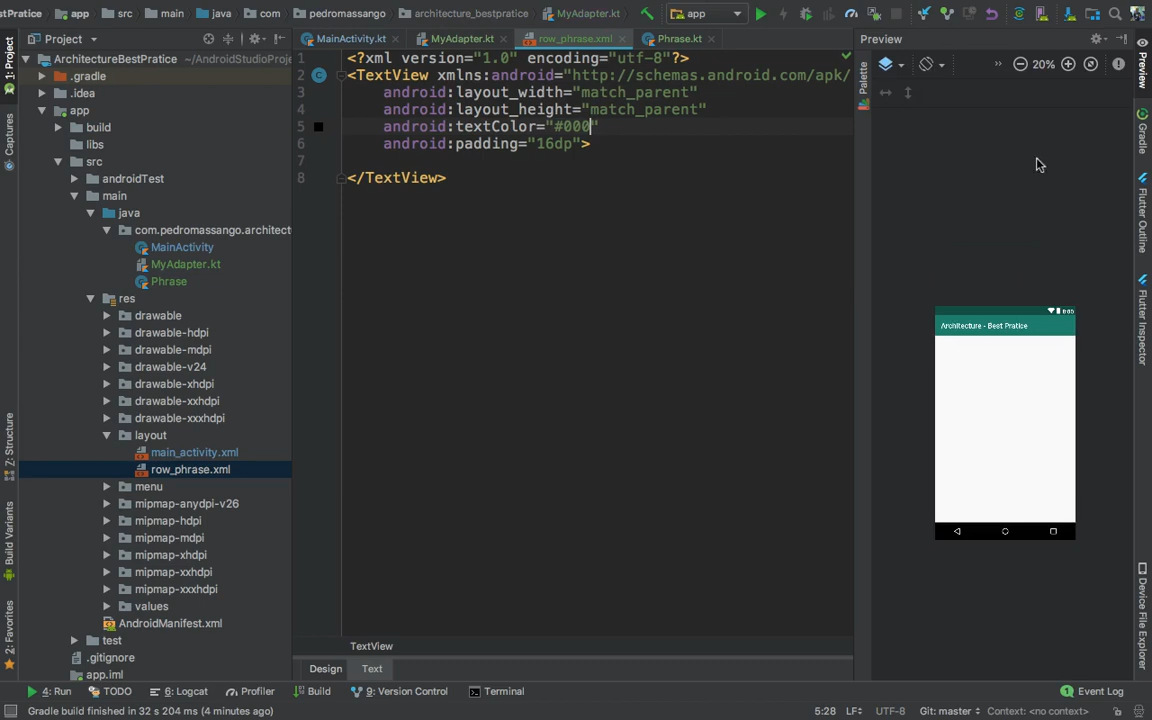 stPratice
app
src
main
java
com
pedromassango
architecture_bestpratice
MyAdapter.kt
app
Project
MainActivity.kt
MyAdapter.kt
row_phrase.xml
Phrase.kt
Preview
1: Project
Captures
Z: Structure
Build Variants
2: Favorites
ArchitectureBestPratice ~/AndroidStudioProje
.gradle
.idea
app
build
libs
src
androidTest
main
java
com.pedromassango.architect
MainActivity
MyAdapter.kt
Phrase
res
drawable
drawable-hdpi
drawable-mdpi
drawable-v24
drawable-xhdpi
drawable-xxhdpi
drawable-xxxhdpi
layout
main_activity.xml
row_phrase.xml
menu
mipmap-anydpi-v26
mipmap-hdpi
mipmap-mdpi
mipmap-xhdpi
mipmap-xxhdpi
mipmap-xxxhdpi
values
AndroidManifest.xml
test
.gitignore
app.iml
1 <?xml version="1.0" encoding="utf-8"?>
2 <TextView xmlns:android="http://schemas.android.com/apk/
3 android:layout_width="match_parent"
4 android:layout_height="match_parent"
5 android:textColor="#000"
6 android:padding="16dp">
7
8 </TextView>
TextView
Design Text
Palette
20%
Architecture - Best Pratice
Preview
Gradle
Flutter Outline
Flutter Inspector
Device File Explorer
4: Run
TODO
6: Logcat
Profiler
Build
9: Version Control
Terminal
1 Event Log
Gradle build finished in 32 s 204 ms (4 minutes ago)
5:28 LF UTF-8 Git: master Context: <no context>